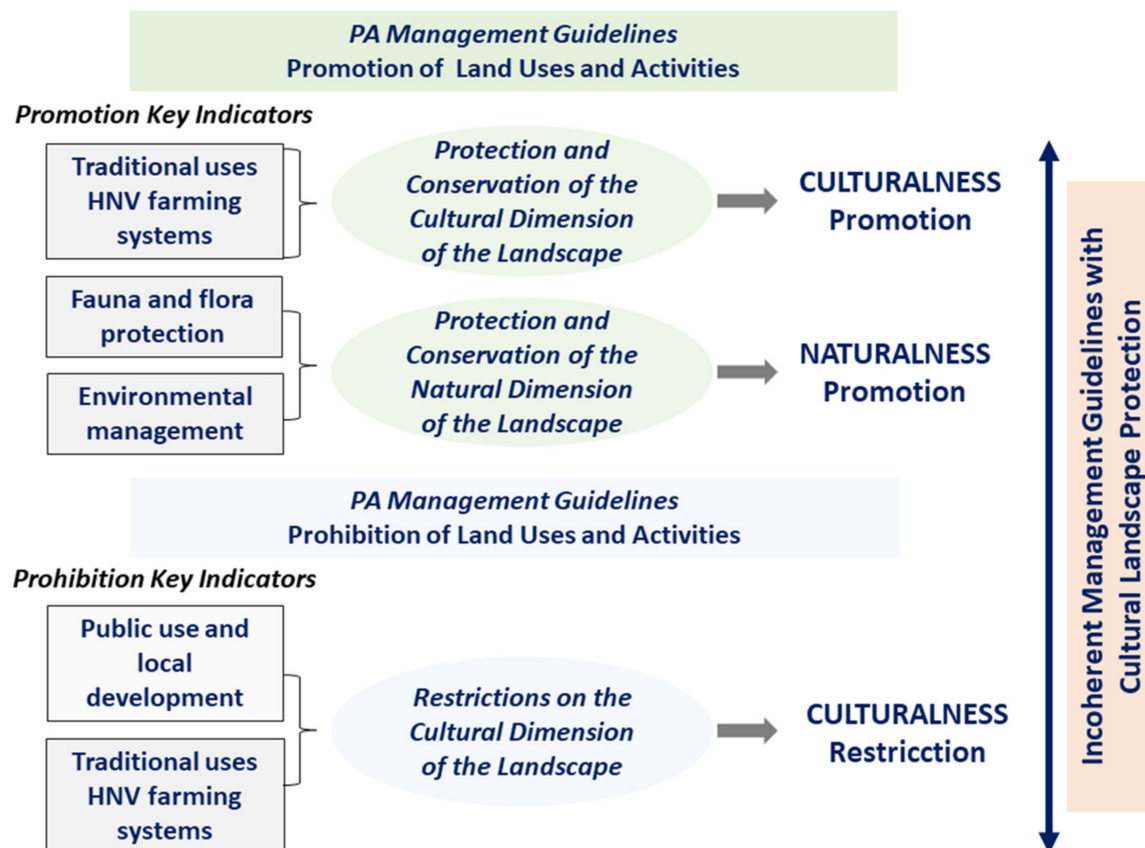 PA Management Guidelines
Promotion of Land Uses and Activities
Promotion Key Indicators
Traditional uses
HNV farming
systems
Protection and
Conservation of the
Cultural Dimension
of the Landscape
CULTURALNESS
Promotion
Fauna and flora
protection
Environmental
management
Protection and
Conservation of the
Natural Dimension
of the Landscape
NATURALNESS
Promotion
PA Management Guidelines
Prohibition of Land Uses and Activities
Prohibition Key Indicators
Public use and
local
development
Traditional uses
HNV farming
systems
Restrictions on the
Cultural Dimension
of the Landscape
CULTURALNESS
Restricction
Incoherent Management Guidelines with
Cultural Landscape Protection